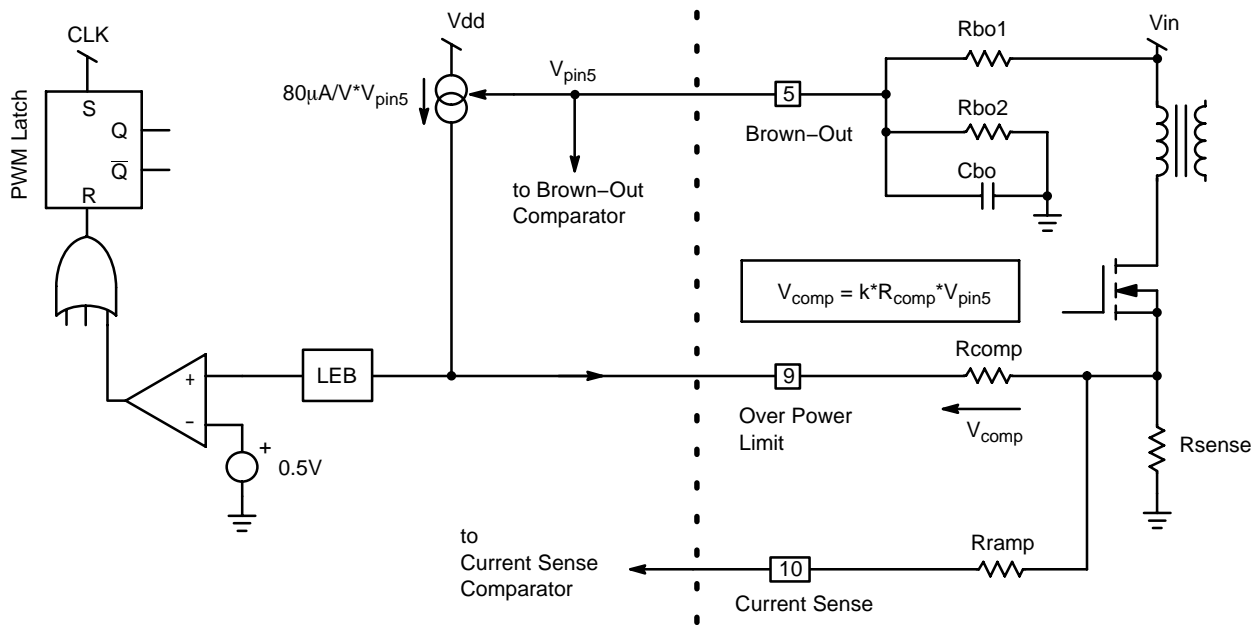 CLK
Vdd
Vin
Rbo1
Vpin5
80µA/V*Vpin5
5
S
Q
Q
R
PWM Latch
Brown−Out
Rbo2
Cbo
to Brown−Out
Comparator
Vcomp = k*Rcomp*Vpin5
LEB
+
−
9
Rcomp
Over Power
Limit
Vcomp
Rsense
+
0.5V
to
Current Sense
Comparator
10
Rramp
Current Sense